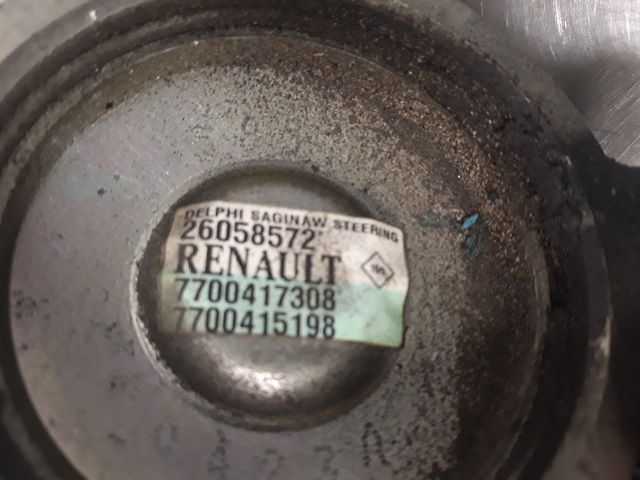 DELPHI SAGINAW STEERING
26058572
RENAULT
7700417308
7700415198